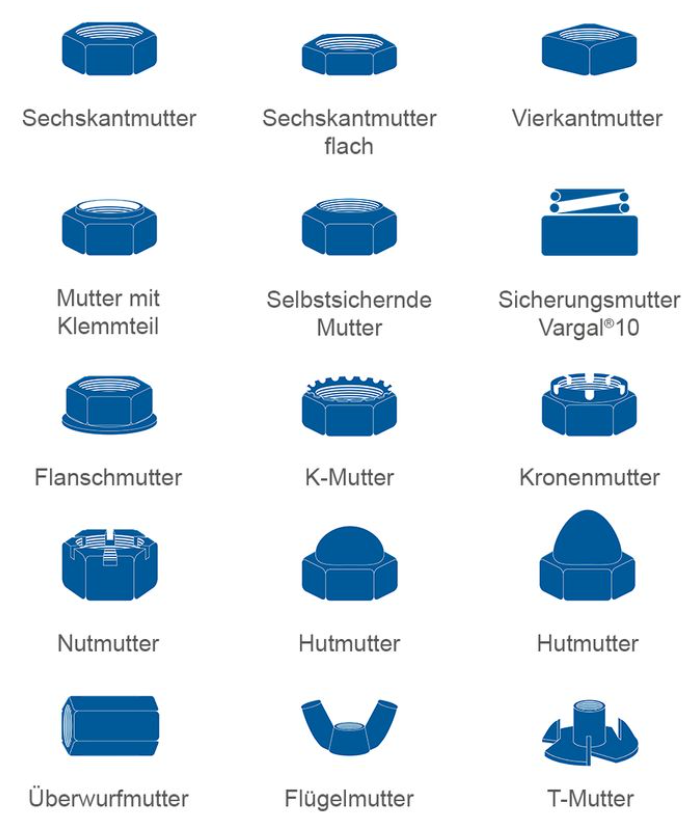 Sechskantmutter
Sechskantmutter
flach
Vierkantmutter
Mutter mit
Klemmteil
Selbstsichernde
Mutter
Sicherungsmutter
Vargal®10
Flanschmutter
K-Mutter
Kronenmutter
Nutmutter
Hutmutter
Hutmutter
Überwurfmutter
Flügelmutter
T-Mutter